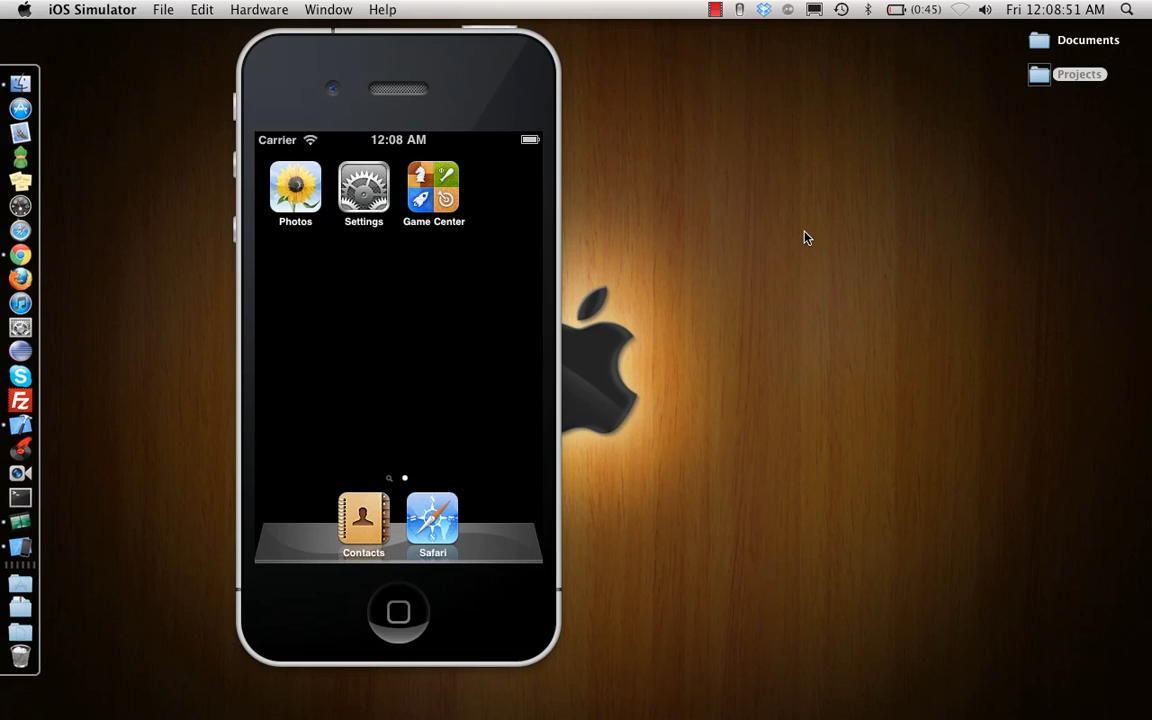 iOS Simulator File Edit Hardware Window Help (0:45) Fri 12:08:51 AM
Documents
Projects
Carrier 12:08 AM
Photos Settings Game Center
Contacts Safari
Fz